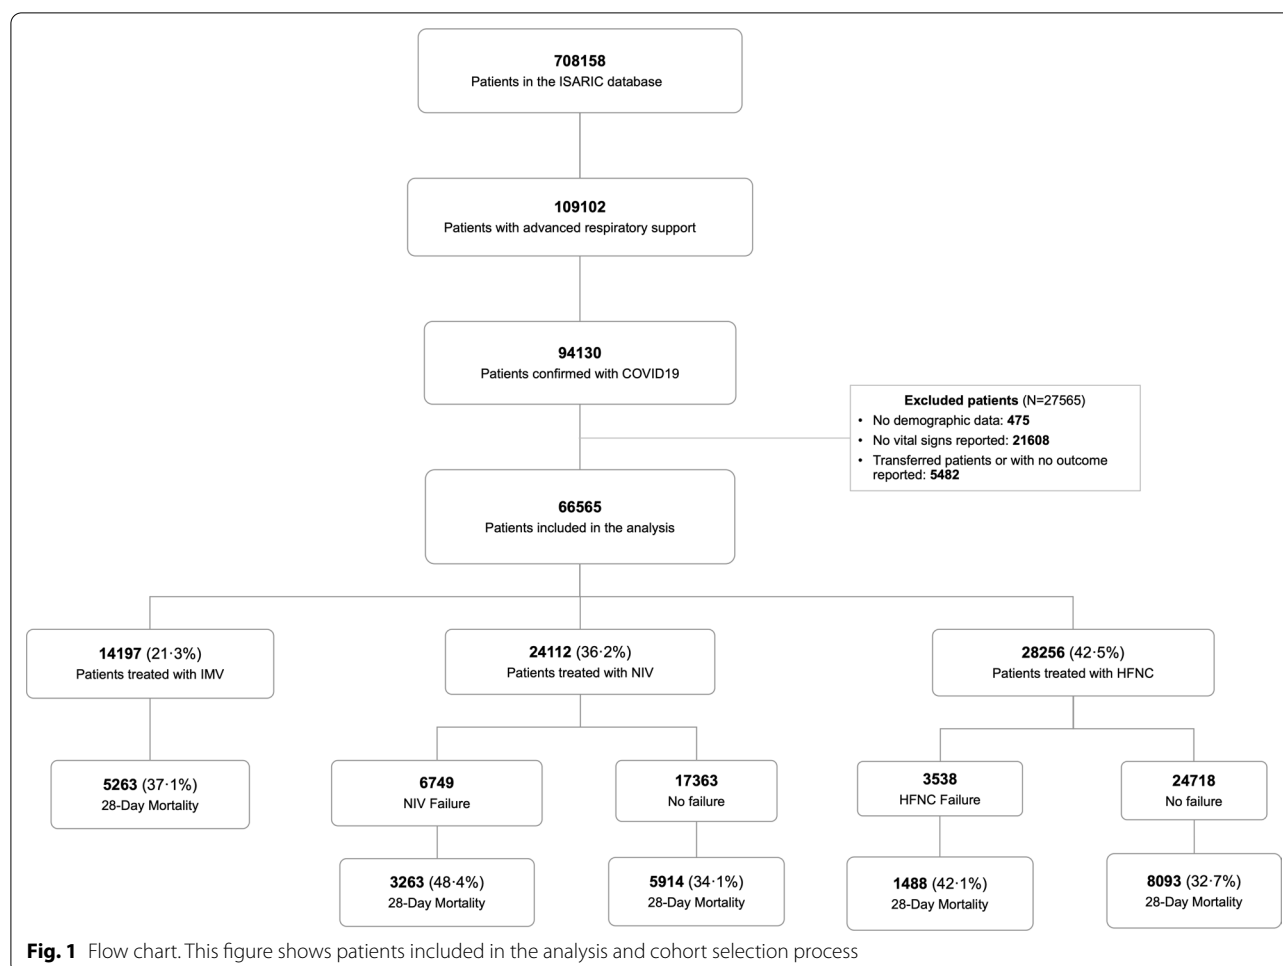 708158
Patients in the ISARIC database
109102
Patients with advanced respiratory support
94130
Patients confirmed with COVID19
Excluded patients (N=27565)
• No demographic data: 475
• No vital signs reported: 21608
• Transferred patients or with no outcome
reported: 5482
66565
Patients included in the analysis
14197 (21·3%)
Patients treated with IMV
24112 (36·2%)
Patients treated with NIV
28256 (42·5%)
Patients treated with HFNC
5263 (37·1%)
28-Day Mortality
6749
NIV Failure
17363
No failure
3538
HFNC Failure
24718
No failure
3263 (48·4%)
28-Day Mortality
5914 (34·1%)
28-Day Mortality
1488 (42·1%)
28-Day Mortality
8093 (32·7%)
28-Day Mortality
Fig. 1 Flow chart. This figure shows patients included in the analysis and cohort selection process